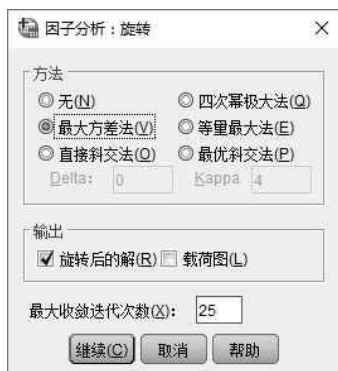 因子分析：旋转
方法
无(N) 四次幂极大法(Q)
最大方差法(V) 等量最大法(E)
直接斜交法(O) 最优斜交法(P)
Delta: 0 Kappa 4
输出
旋转后的解(R) 载荷图(L)
最大收敛迭代次数(X): 25
继续(C) 取消 帮助